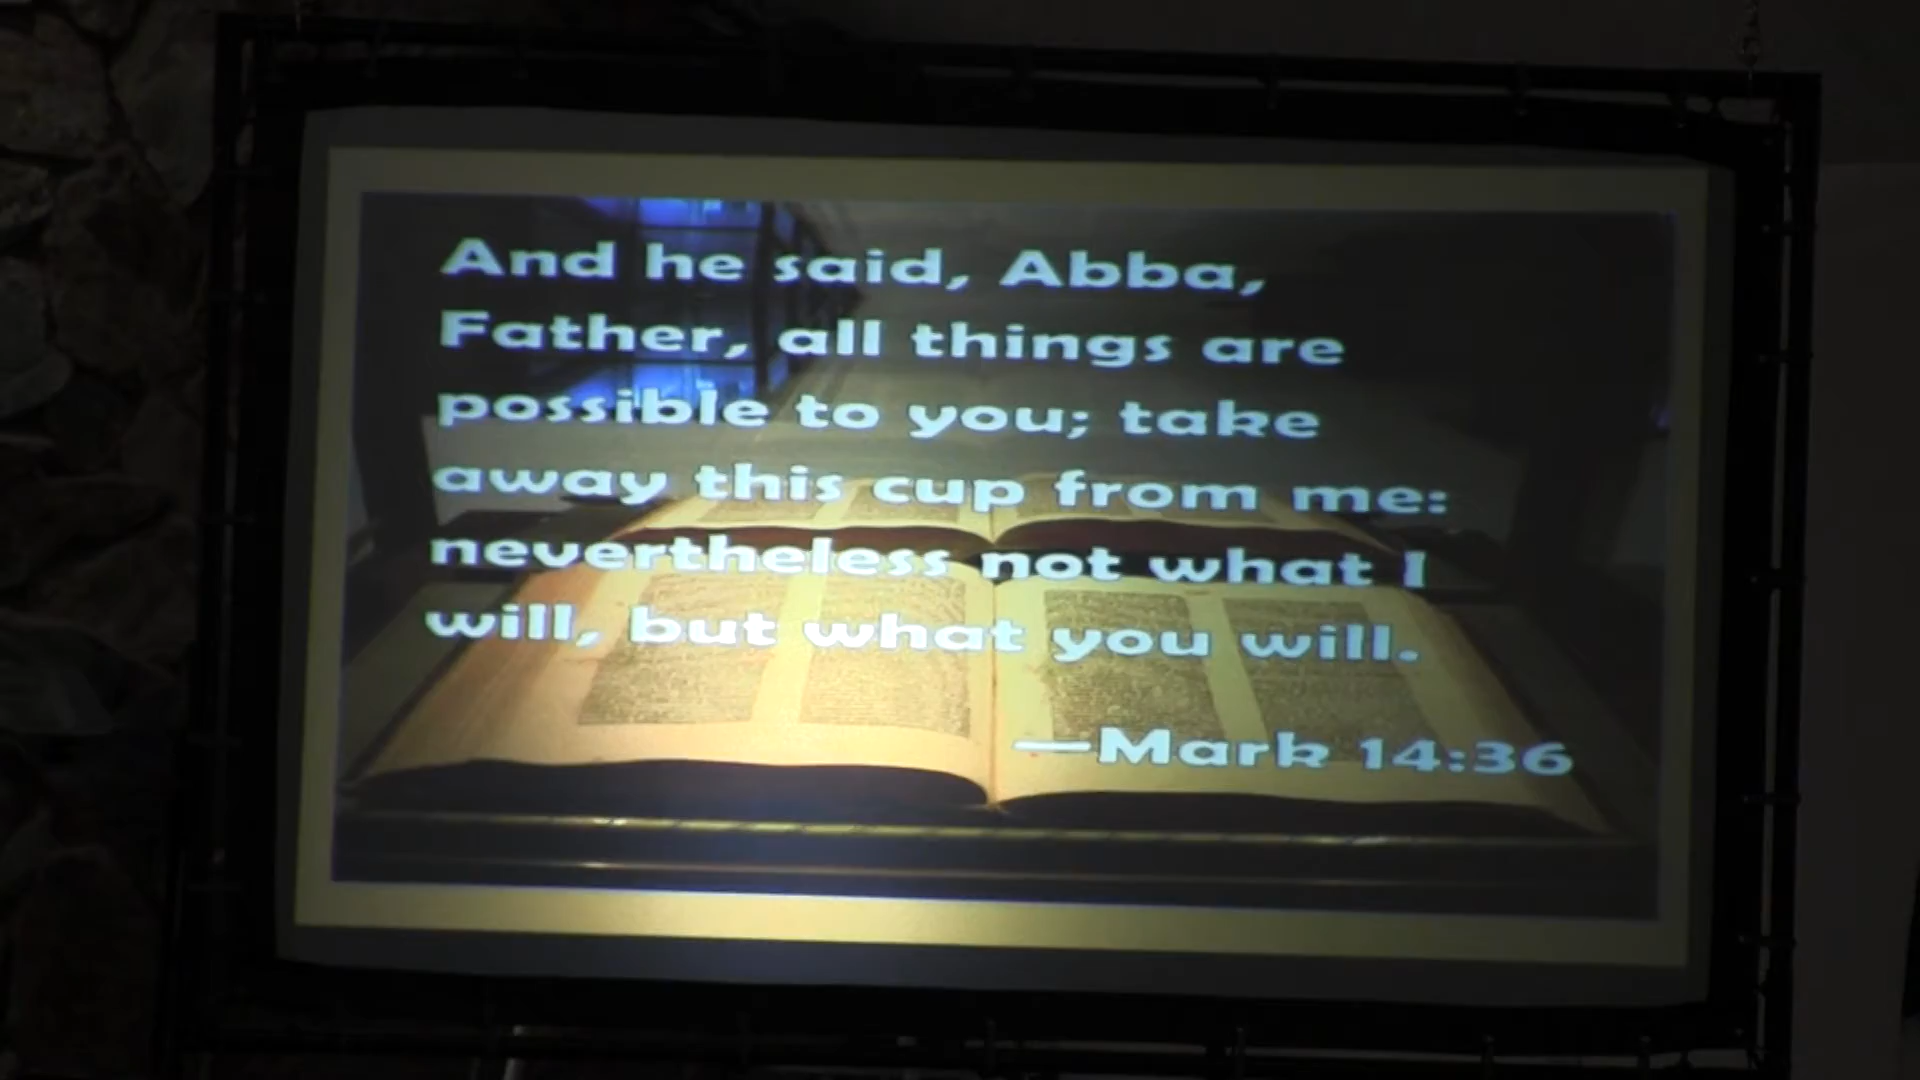 And he said, Abba,
Father, all things are
possible to you; take
away this cup from me:
nevertheless not what I
will, but what you will.
—Mark 14:36